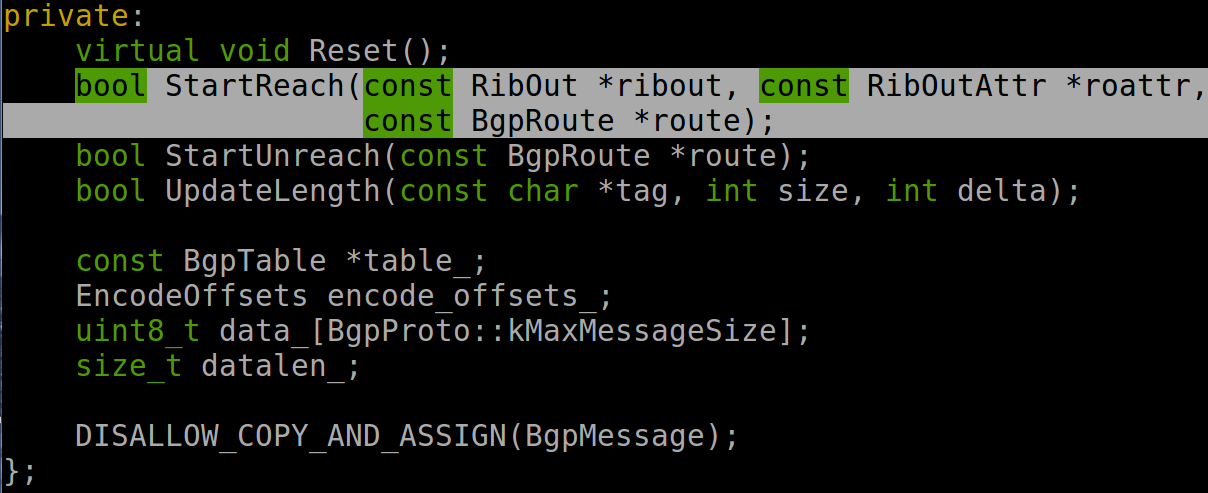 private:
    virtual void Reset();
    bool StartReach(const RibOut *ribout, const RibOutAttr *roattr,
                    const BgpRoute *route);
    bool StartUnreach(const BgpRoute *route);
    bool UpdateLength(const char *tag, int size, int delta);

    const BgpTable *table_;
    EncodeOffsets encode_offsets_;
    uint8_t data_[BgpProto::kMaxMessageSize];
    size_t datalen_;

    DISALLOW_COPY_AND_ASSIGN(BgpMessage);
};